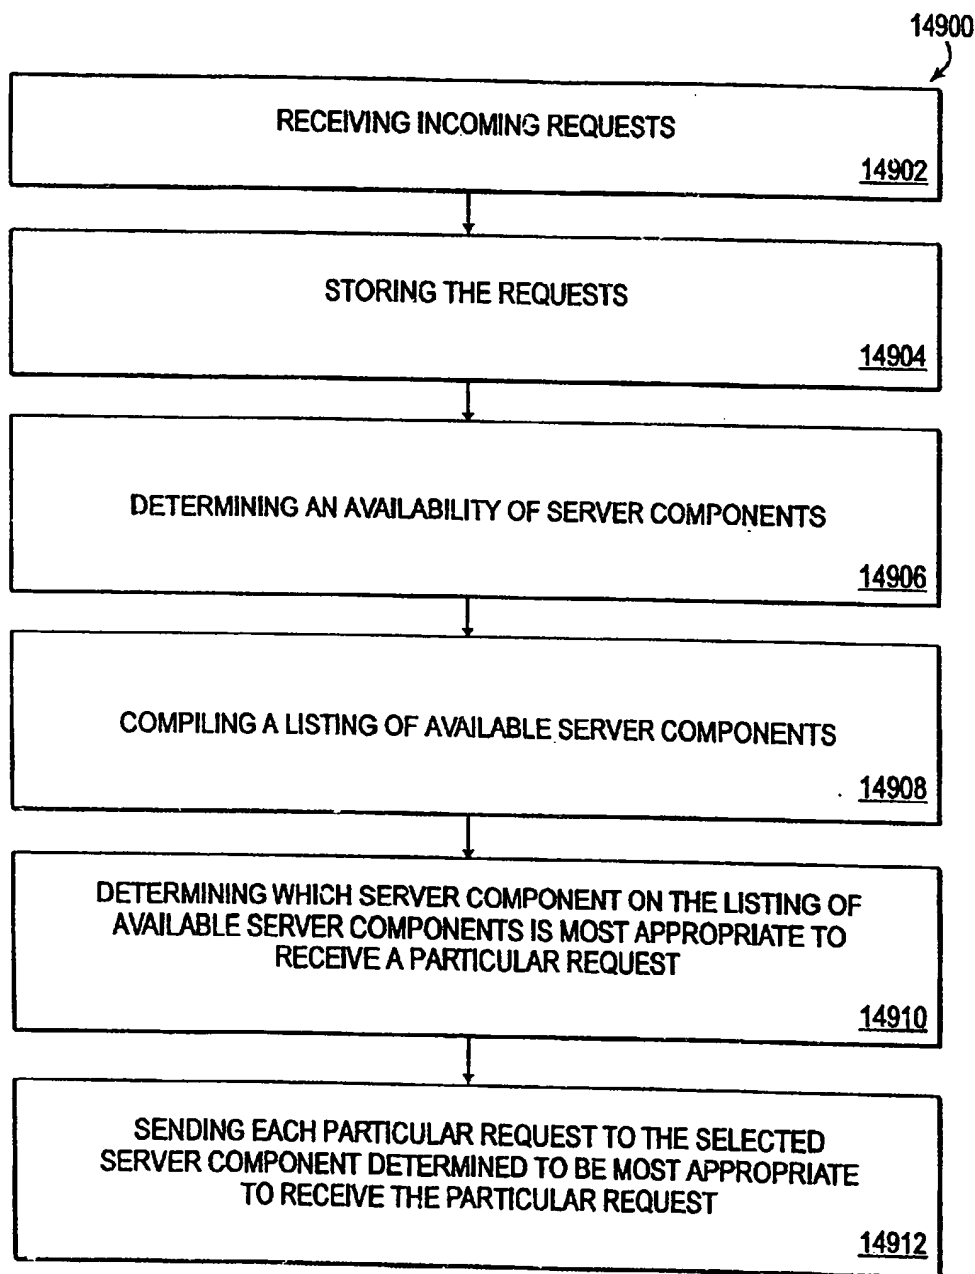 14900
RECEIVING INCOMING REQUESTS
14902
STORING THE REQUESTS
14904
DETERMINING AN AVAILABILITY OF SERVER COMPONENTS
14906
COMPILING A LISTING OF AVAILABLE SERVER COMPONENTS
14908
DETERMINING WHICH SERVER COMPONENT ON THE LISTING OF
AVAILABLE SERVER COMPONENTS IS MOST APPROPRIATE TO
RECEIVE A PARTICULAR REQUEST
14910
SENDING EACH PARTICULAR REQUEST TO THE SELECTED
SERVER COMPONENT DETERMINED TO BE MOST APPROPRIATE
TO RECEIVE THE PARTICULAR REQUEST
14912